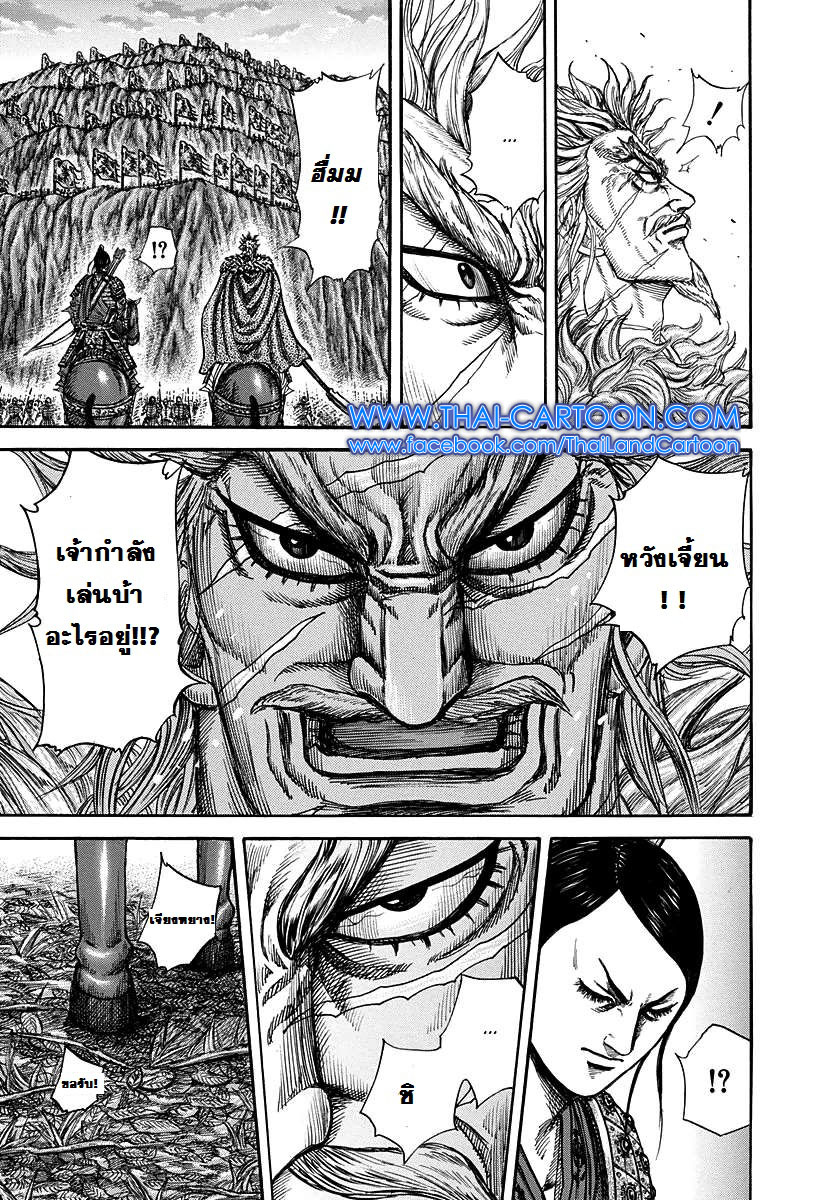 !
...
ฮึ่มม
!!
!?
WWW.THAI-CARTOON.COM
www.facebook.com/ThaiLandCartoon
หวังเจี้ยน
!!
เจ้ากำลัง
เล่นบ้า
อะไรอยู่!!?
!?
...
ชิ
เจียงหยาง!
ขอรับ!